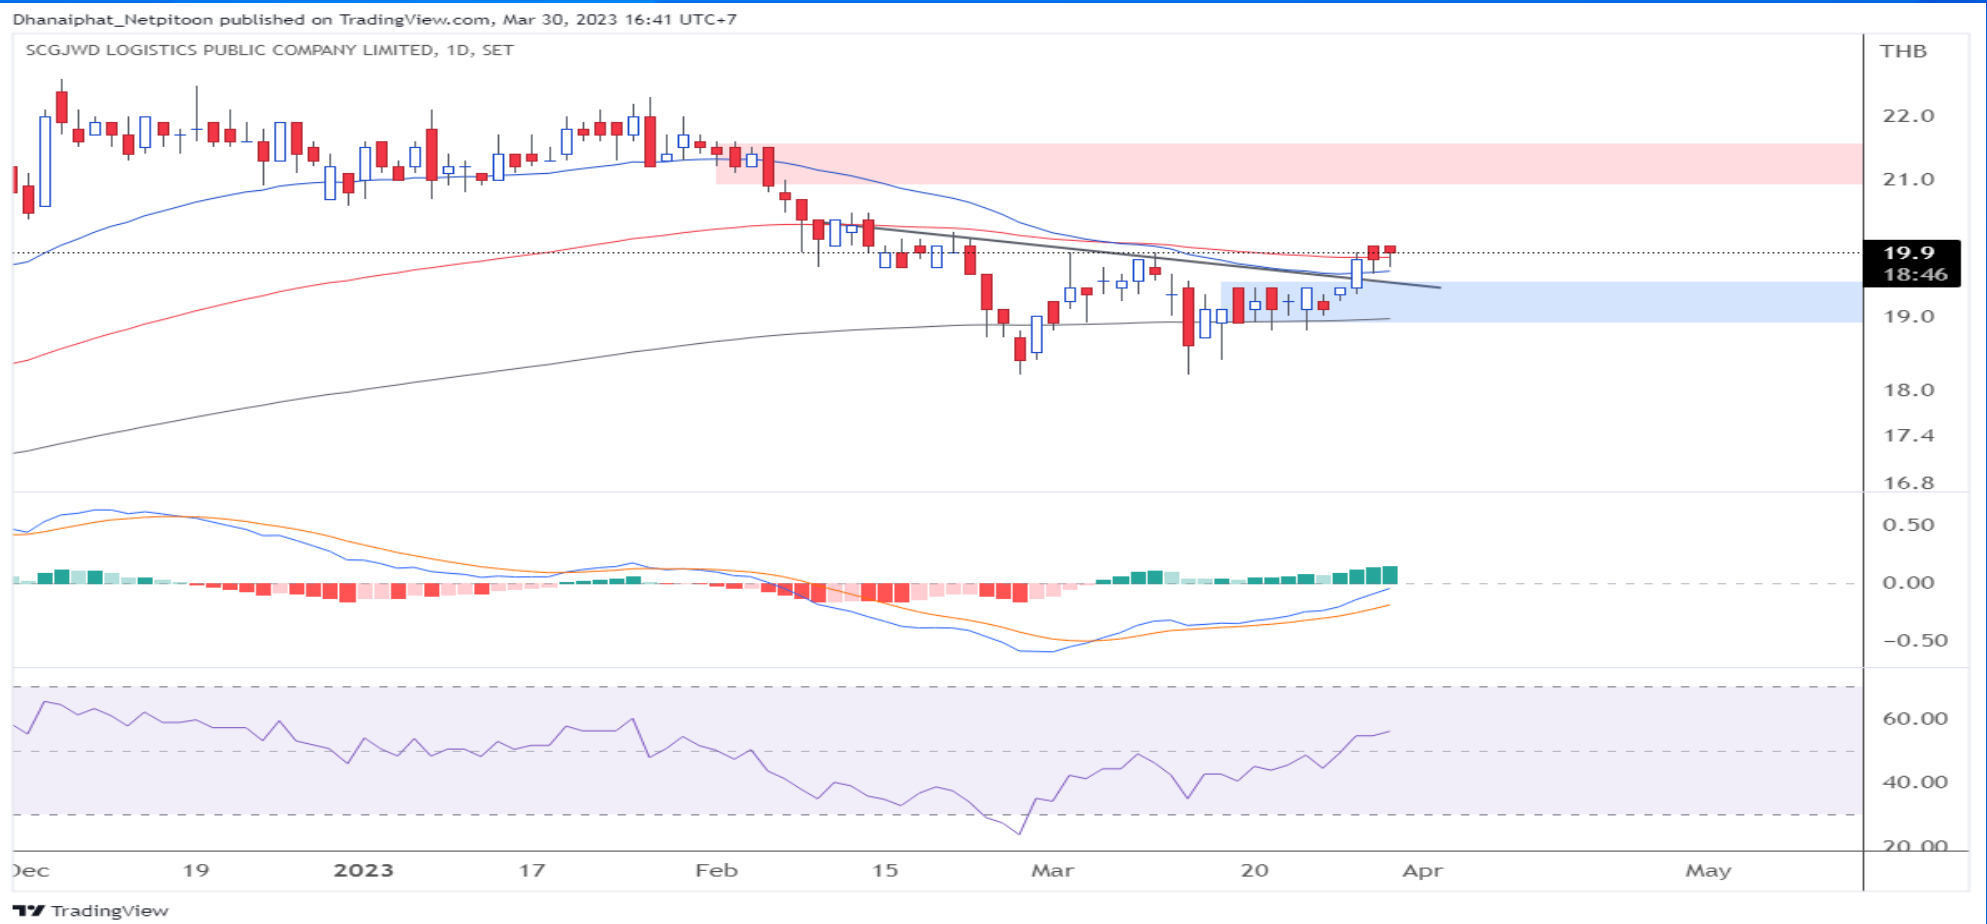 Dhanaiphat_Netpitoon published on TradingView.com, Mar 30, 2023 16:41 UTC+7
SCGJWD LOGISTICS PUBLIC COMPANY LIMITED, 1D, SET
THB
22.0
21.0
19.9
18:46
19.0
18.0
17.4
16.8
0.50
0.00
−0.50
60.00
40.00
20.00
Dec 19 2023 17 Feb 15 Mar 20 Apr May
TradingView